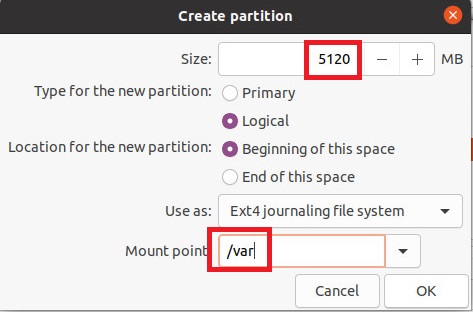 Create partition
Size: 5120 − + MB
Type for the new partition: Primary
Logical
Location for the new partition: Beginning of this space
End of this space
Use as: Ext4 journaling file system
Mount point: /var
Cancel OK